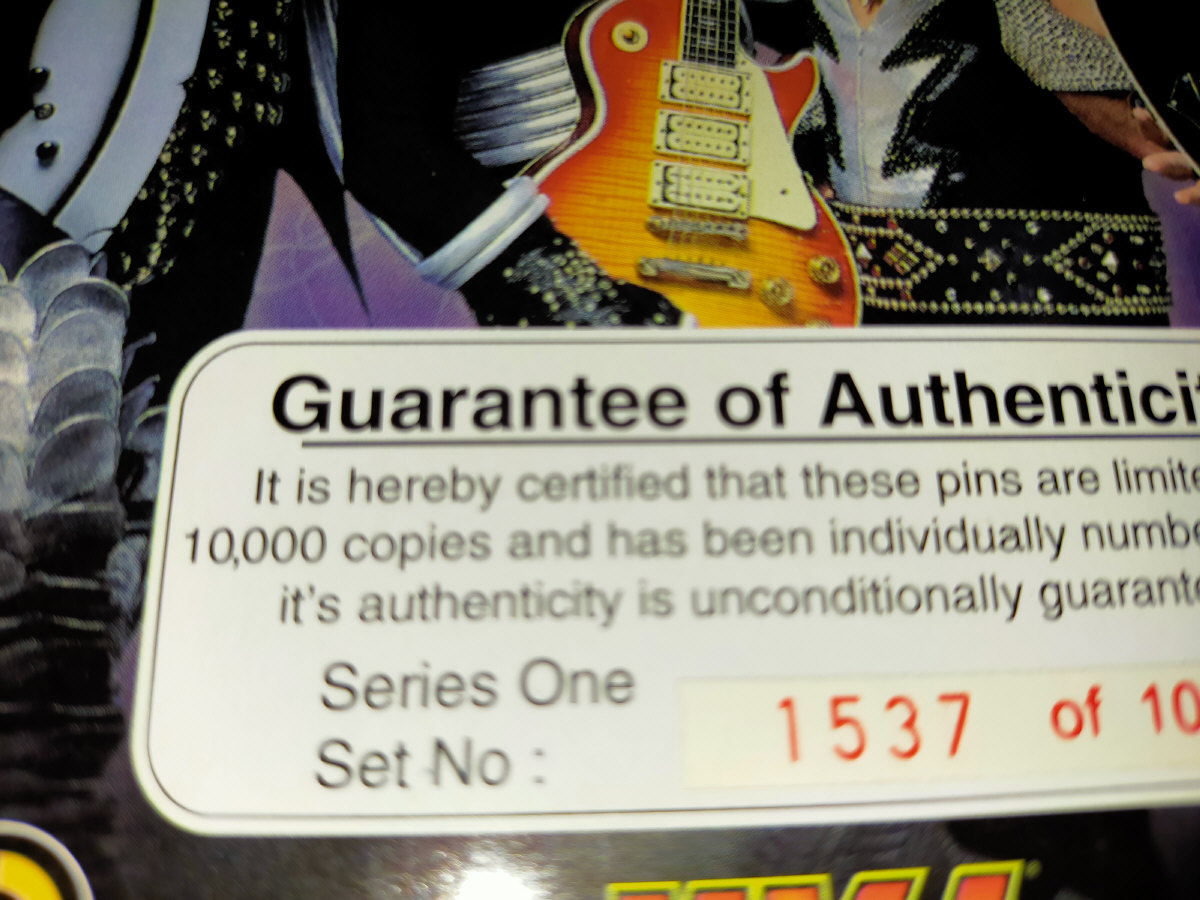 Guarantee of Authentici
It is hereby certified that these pins are limite
10,000 copies and has been individually numbe
it's authenticity is unconditionally guarante
Series One
Set No : 1537 of 10